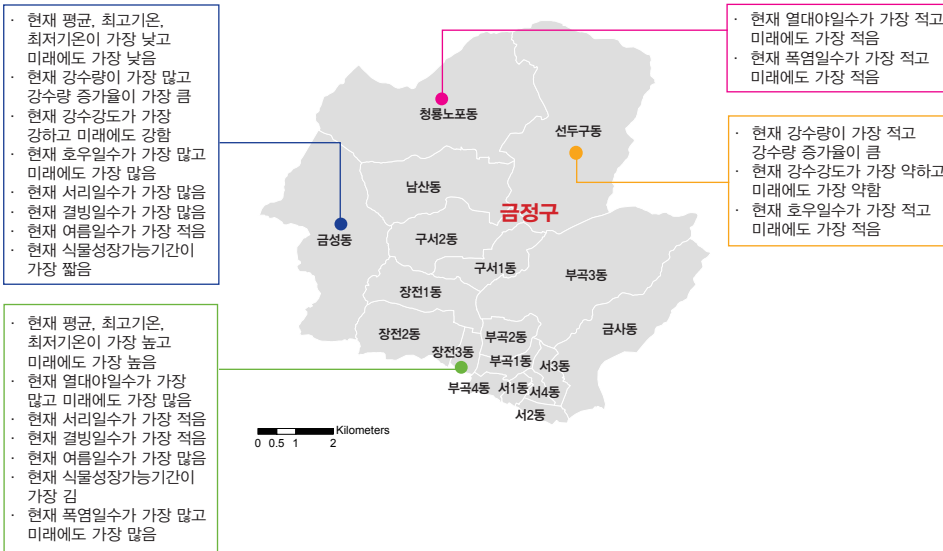 · 현재 평균, 최고기온,
최저기온이 가장 낮고
미래에도 가장 낮음
· 현재 강수량이 가장 많고
강수량 증가율이 가장 큼
· 현재 강수강도가 가장
강하고 미래에도 강함
· 현재 호우일수가 가장 많고
미래에도 가장 많음
· 현재 서리일수가 가장 많음
· 현재 결빙일수가 가장 많음
· 현재 여름일수가 가장 적음
· 현재 식물성장가능기간이
가장 짧음
· 현재 열대야일수가 가장 적고
미래에도 가장 적음
· 현재 폭염일수가 가장 적고
미래에도 가장 적음
· 현재 강수량이 가장 적고
강수량 증가율이 큼
· 현재 강수강도가 가장 약하고
미래에도 가장 약함
· 현재 호우일수가 가장 적고
미래에도 가장 적음
청룡노포동
선두구동
남산동
금정구
금성동
구서2동
구서1동
부곡3동
장전1동
금사동
장전2동
부곡2동
장전3동
부곡1동
서3동
부곡4동
서1동
서4동
서2동
· 현재 평균, 최고기온,
최저기온이 가장 높고
미래에도 가장 높음
· 현재 열대야일수가 가장
많고 미래에도 가장 많음
· 현재 서리일수가 가장 적음
· 현재 결빙일수가 가장 적음
· 현재 여름일수가 가장 많음
· 현재 식물성장가능기간이
가장 김
· 현재 폭염일수가 가장 많고
미래에도 가장 많음
Kilometers
0 0.5 1 2